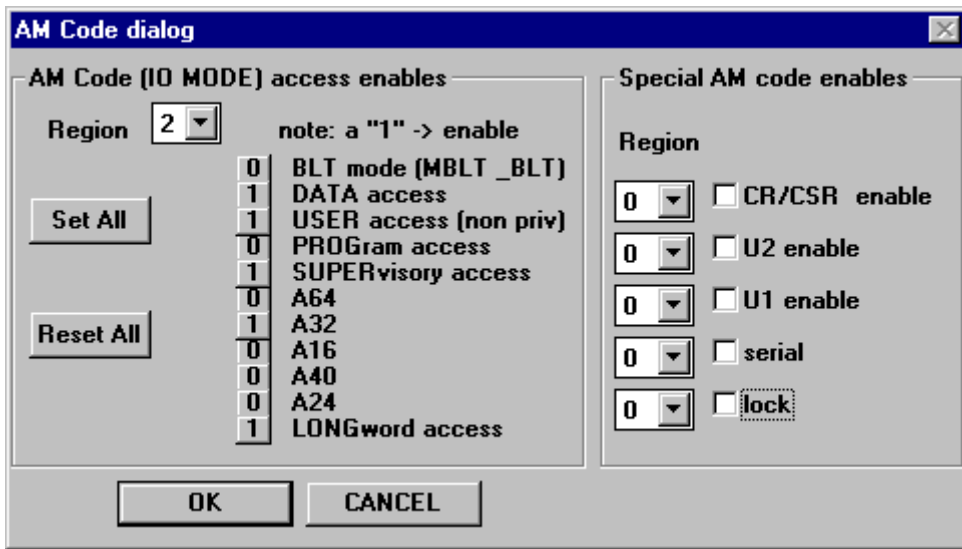 AM Code dialog
AM Code (IO MODE) access enables
Region 2 note: a "1" -> enable
0 BLT mode (MBLT _BLT)
1 DATA access
1 USER access (non priv)
0 PROGram access
1 SUPERvisory access
0 A64
1 A32
0 A16
0 A40
0 A24
1 LONGword access
Set All
Reset All
Special AM code enables
Region
0 CR/CSR enable
0 U2 enable
0 U1 enable
0 serial
0 lock
OK
CANCEL